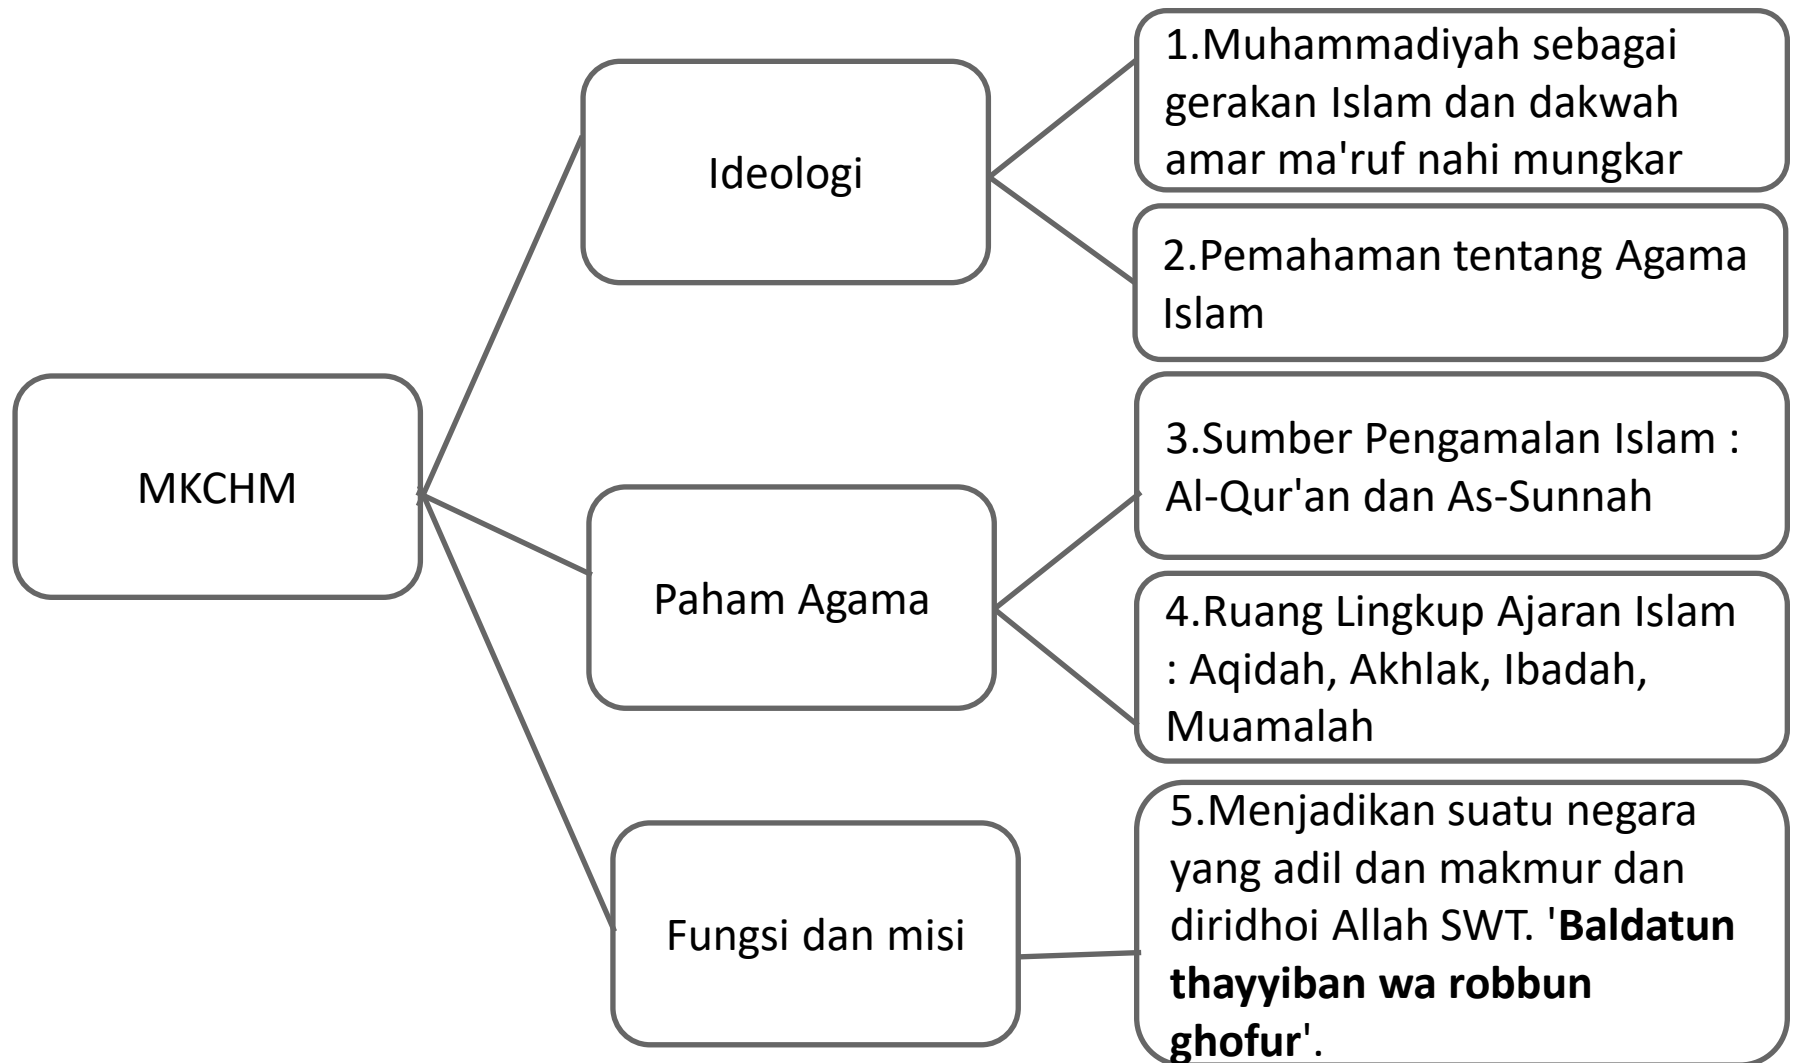 MKCHM
Ideologi
1.Muhammadiyah sebagai
gerakan Islam dan dakwah
amar ma'ruf nahi mungkar
2.Pemahaman tentang Agama
Islam
Paham Agama
3.Sumber Pengamalan Islam :
Al-Qur'an dan As-Sunnah
4.Ruang Lingkup Ajaran Islam
: Aqidah, Akhlak, Ibadah,
Muamalah
Fungsi dan misi
5.Menjadikan suatu negara
yang adil dan makmur dan
diridhoi Allah SWT. 'Baldatun
thayyiban wa robbun
ghofur'.